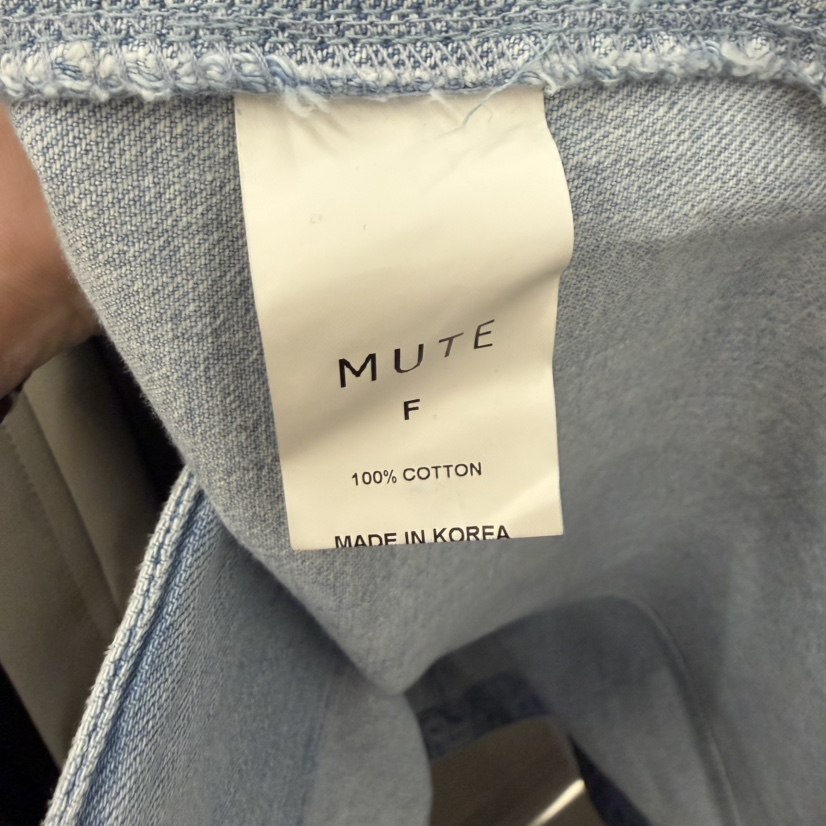 MUTE
F
100% COTTON
MADE IN KOREA